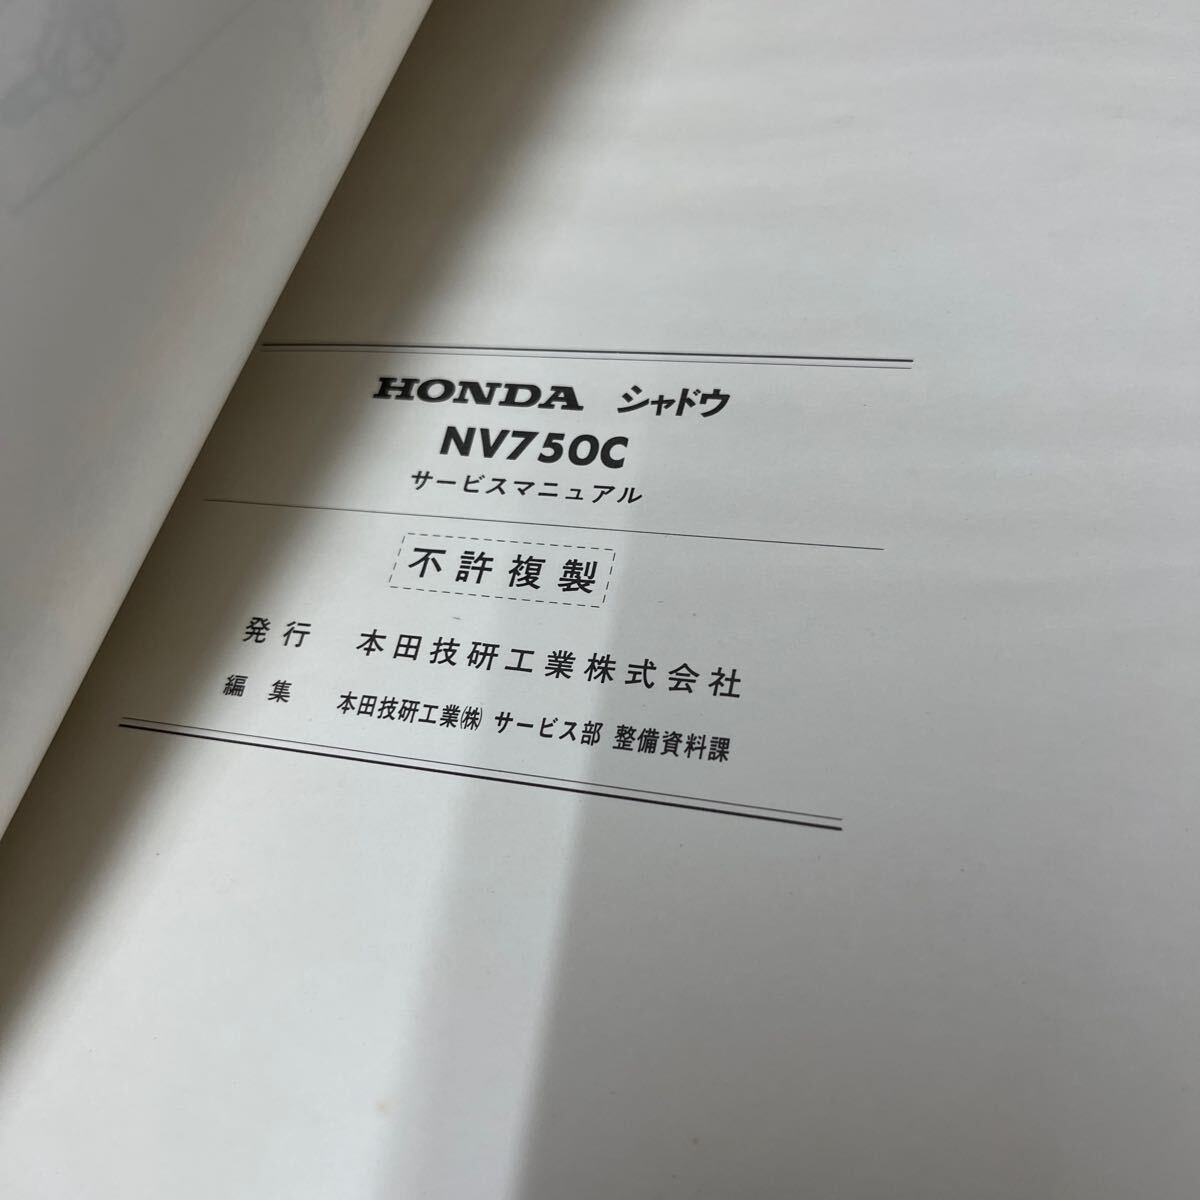 HONDA シャドウ
NV750C
サービスマニュアル
不許複製
発行 本田技研工業株式会社
編集 本田技研工業㈱ サービス部 整備資料課